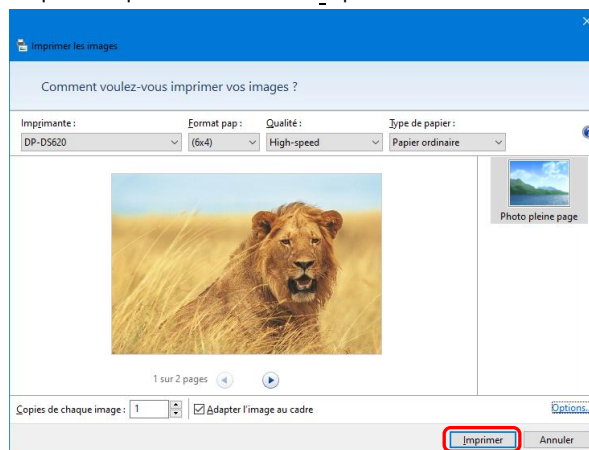 Imprimer les images
Comment voulez-vous imprimer vos images ?
Imprimante : Format pap : Qualité : Type de papier :
DP-DS620 (6x4) High-speed Papier ordinaire
Photo pleine page
1 sur 2 pages
Copies de chaque image : 1 Adapter l'image au cadre Options...
Imprimer Annuler